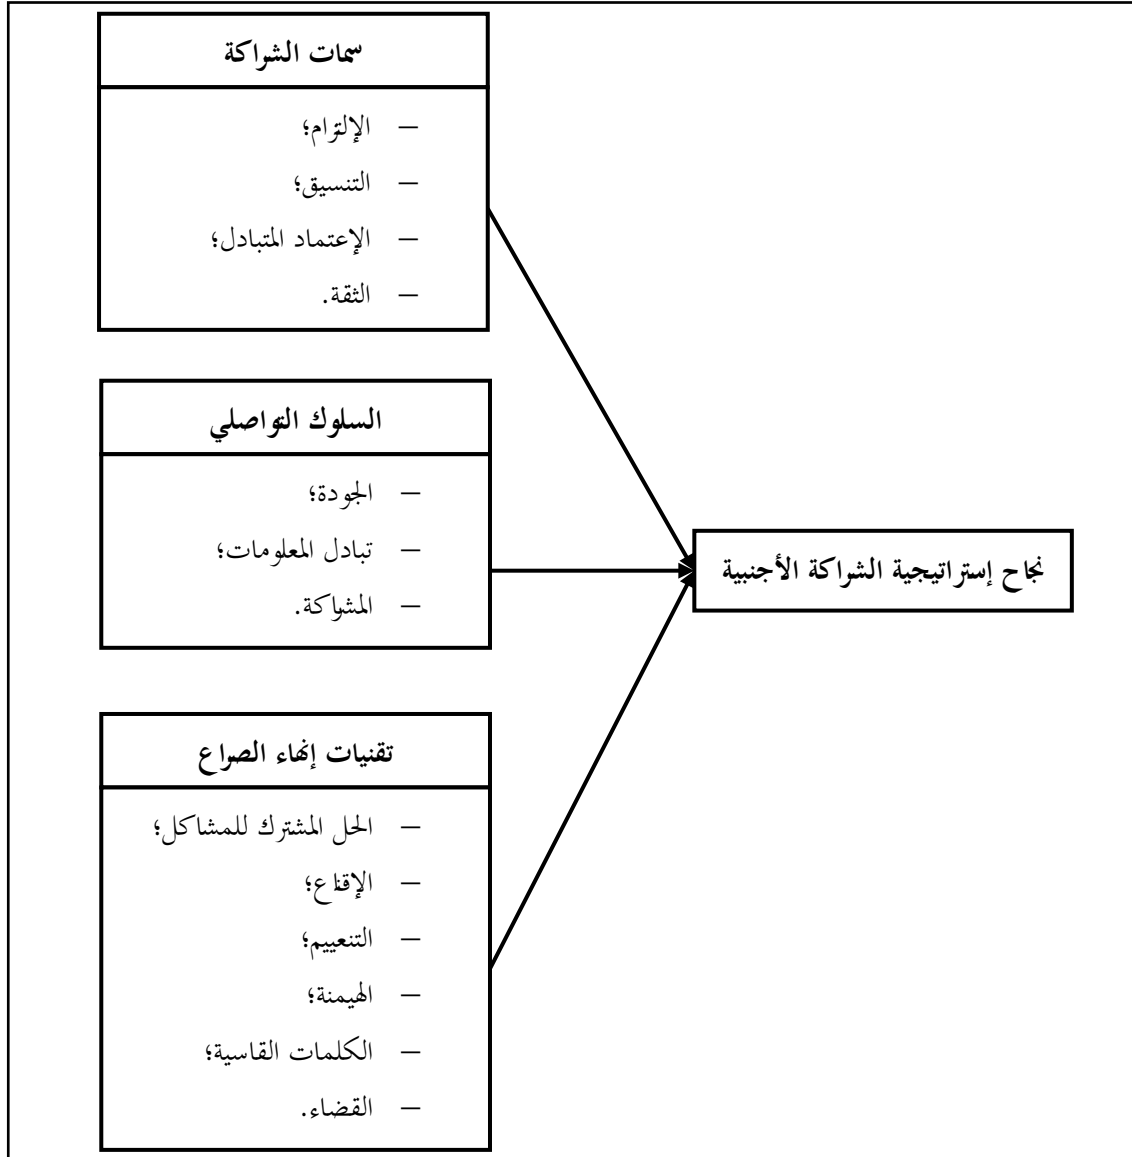 سمات الشراكة
– الإلتزام؛
– التنسيق؛
– الإعتماد المتبادل؛
– الثقة.
السلوك التواصلي
– الجودة؛
– تبادل المعلومات؛
– المشاركة.
نجاح إستراتيجية الشراكة الأجنبية
تقنيات إنهاء الصراع
– الحل المشترك للمشاكل؛
– الإقناع؛
– التنعييم؛
– الهيمنة؛
– الكلمات القاسية؛
– القضاء.